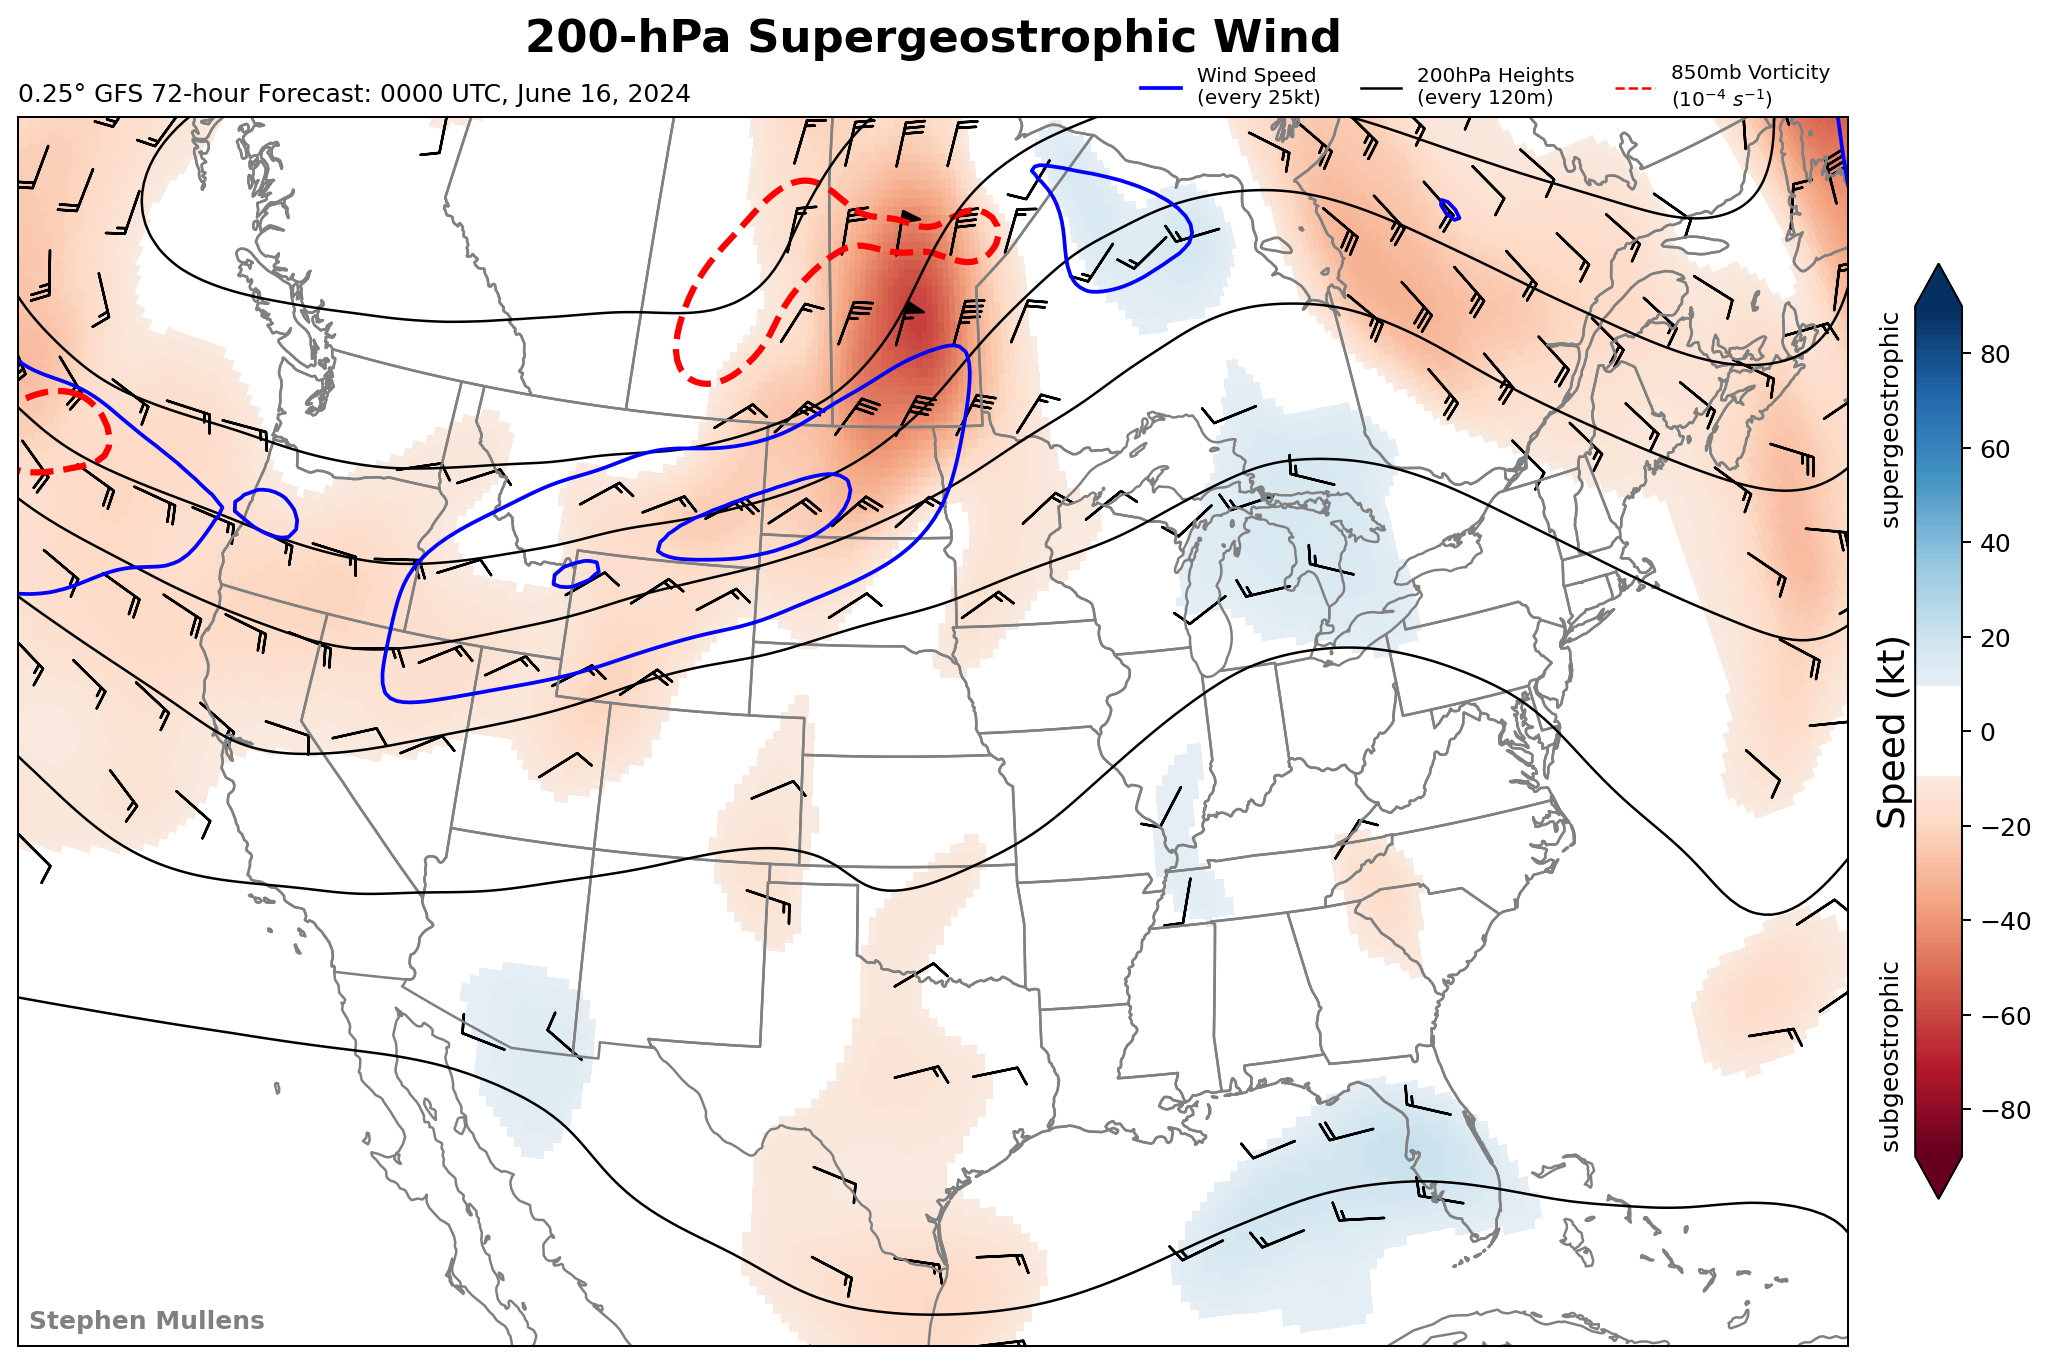 200-hPa Supergeostrophic Wind
0.25° GFS 72-hour Forecast: 0000 UTC, June 16, 2024
Wind Speed
(every 25kt)
200hPa Heights
(every 120m)
850mb Vorticity
(10⁻⁴ s⁻¹)
supergeostrophic
subgeostrophic
Speed (kt)
80
60
40
20
0
−20
−40
−60
−80
Stephen Mullens